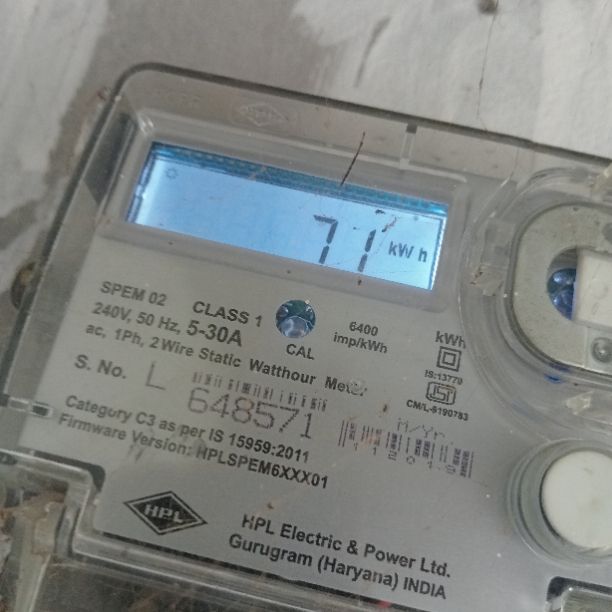 71 kWh
SPEM 02 CLASS 1
240V, 50 Hz, 5-30A
ac, 1Ph, 2 Wire Static Watthour Meter
CAL
6400
imp/kWh
kWh
IS:13779
CM/L-8190783
S. No. L 648571
M/Yr.
Category C3 as per IS 15959:2011
Firmware Version: HPLSPEM6XXX01
HPL
HPL Electric & Power Ltd.
Gurugram (Haryana) INDIA